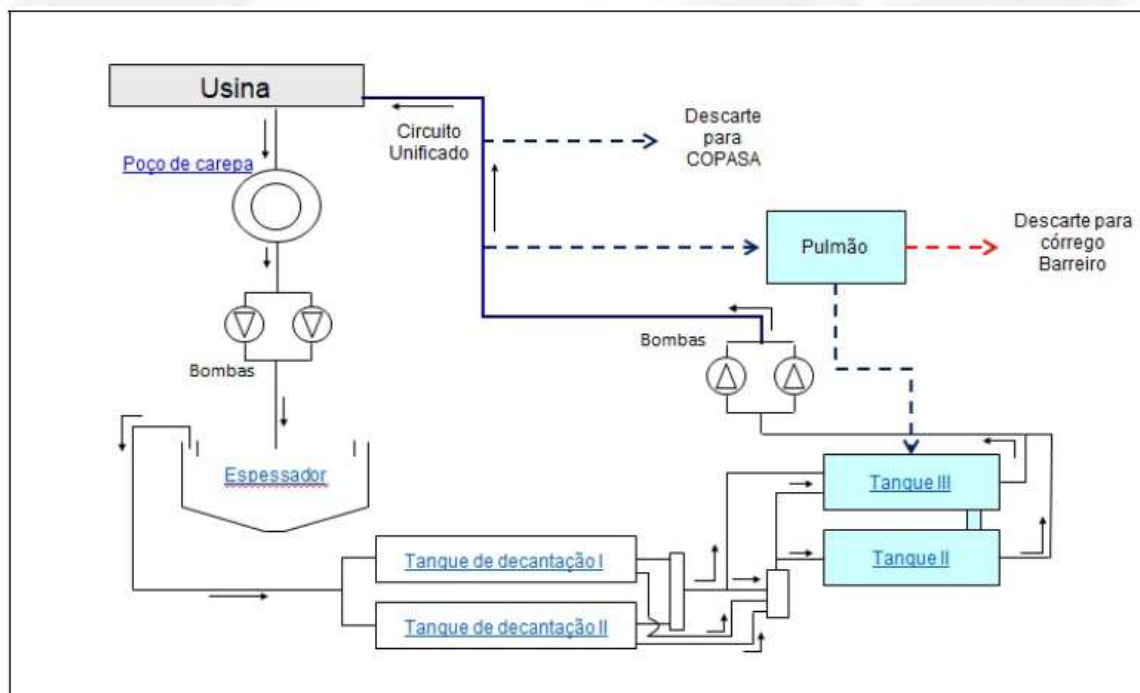 Usina
Circuito
Unificado
Descarte
para
COPASA
Poço de carepa
Pulmão
Descarte para
córrego
Barreiro
Bombas
Bombas
Espessador
Tanque III
Tanque II
Tanque de decantação I
Tanque de decantação II